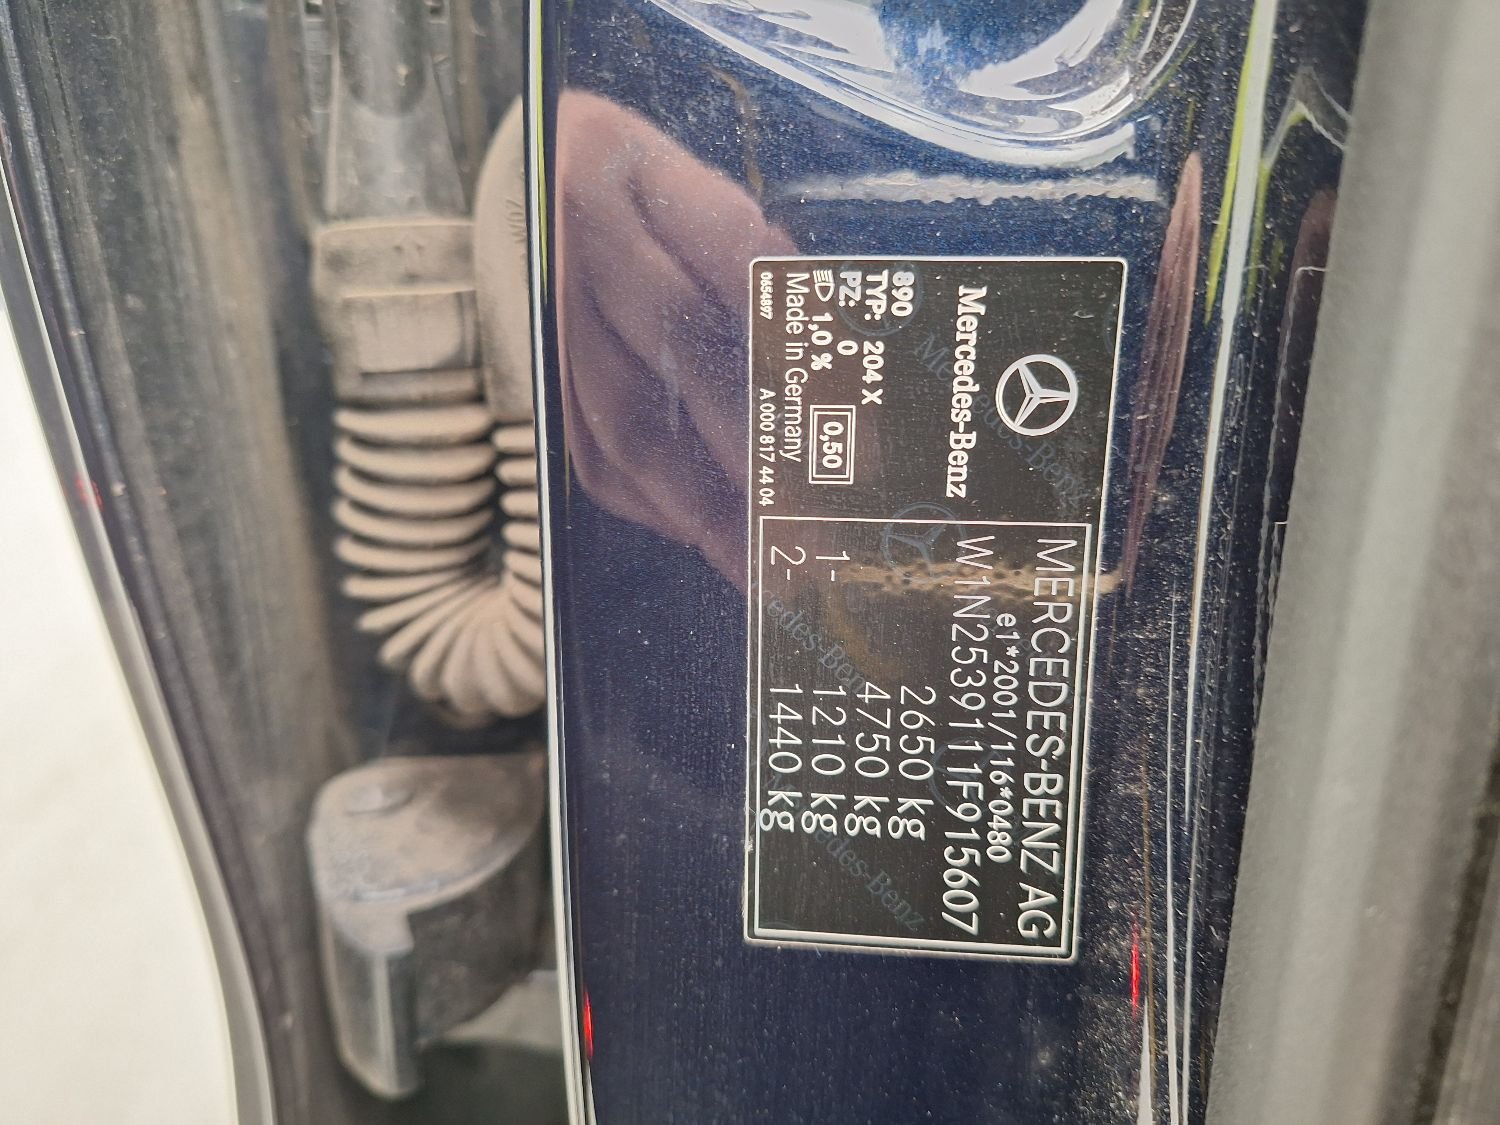 Mercedes-Benz
890
TYP: 204 X
PZ: 0
1,0 %
0,50
Made in Germany
0654897
A 000 817 44 04
MERCEDES-BENZ AG
e1*2001/116*0480
W1N2539111F915607
2650 kg
4750 kg
1- 1210 kg
2- 1440 kg